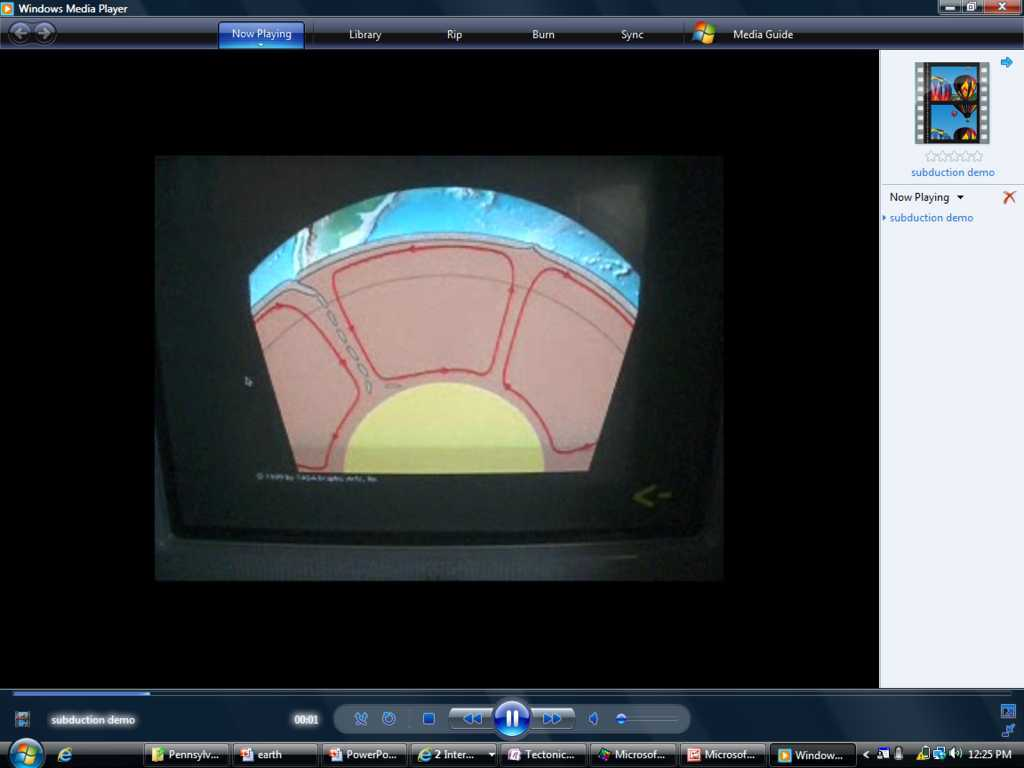 Windows Media Player
Now Playing
Library
Rip
Burn
Sync
Media Guide
subduction demo
Now Playing
subduction demo
<-
subduction demo
00:01
Pennsylv...
earth
PowerPo...
2 Inter...
Tectonic...
Microsof...
Microsof...
Window...
<
12:25 PM